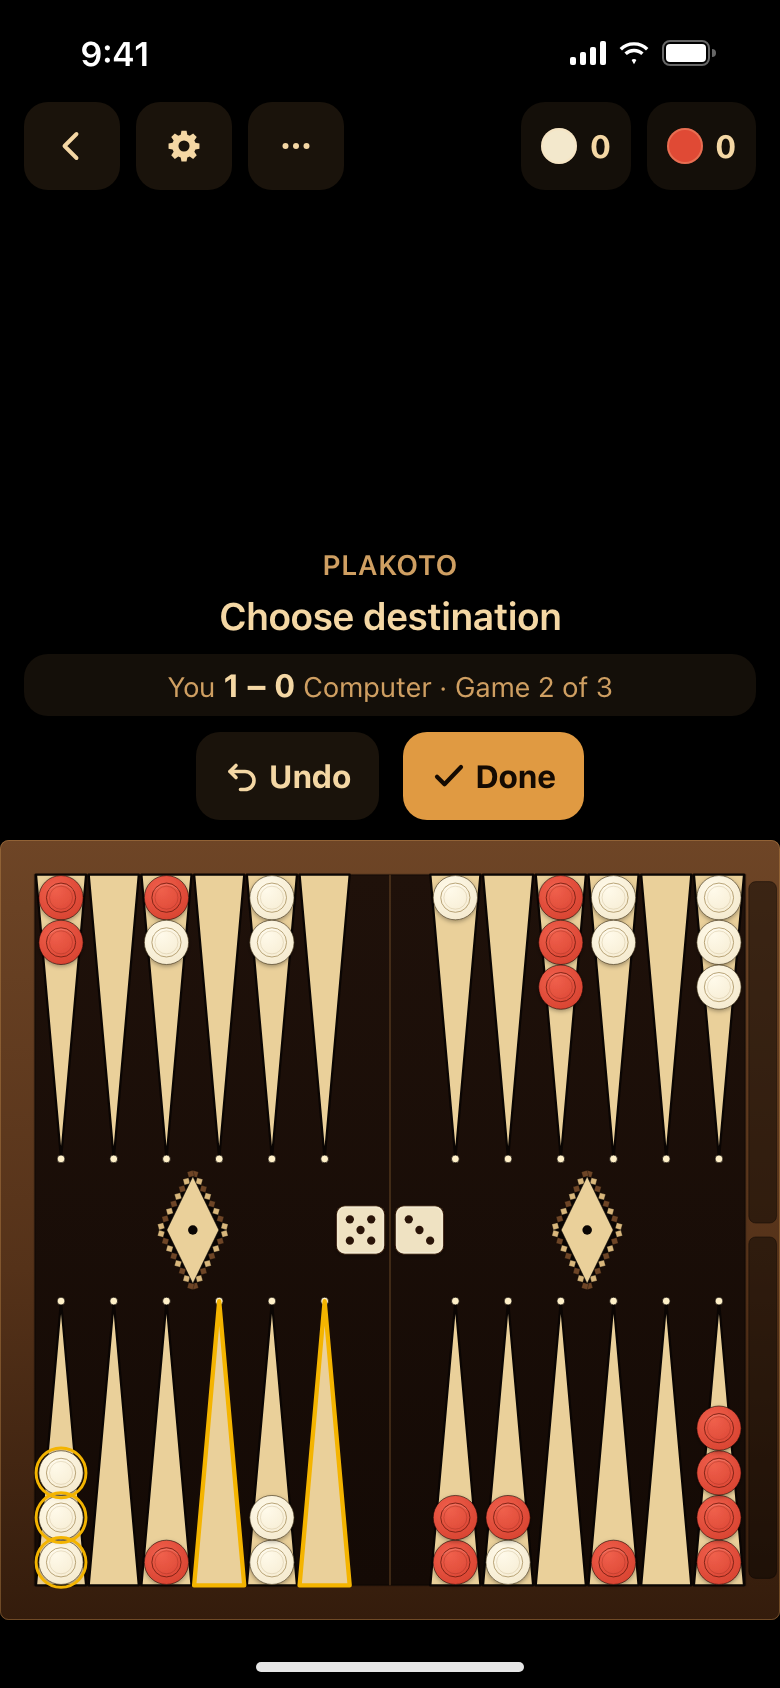 9:41
0 0
PLAKOTO
Choose destination
You 1 – 0 Computer · Game 2 of 3
Undo Done